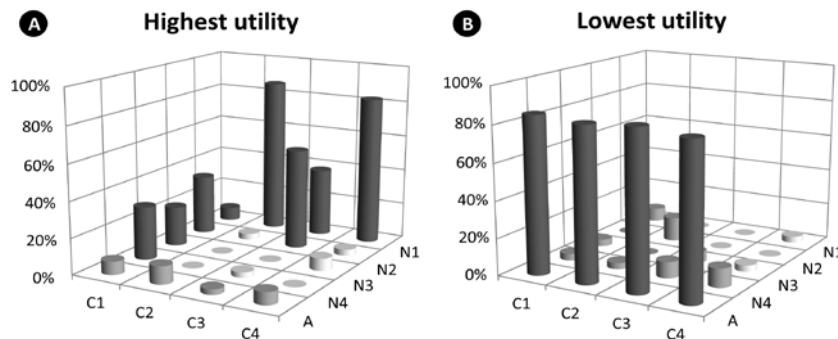 A Highest utility
100%
80%
60%
40%
20%
0%
C1
C2
C3
C4
A
N4
N3
N2
N1
B Lowest utility
100%
80%
60%
40%
20%
0%
C1
C2
C3
C4
A
N4
N3
N2
N1